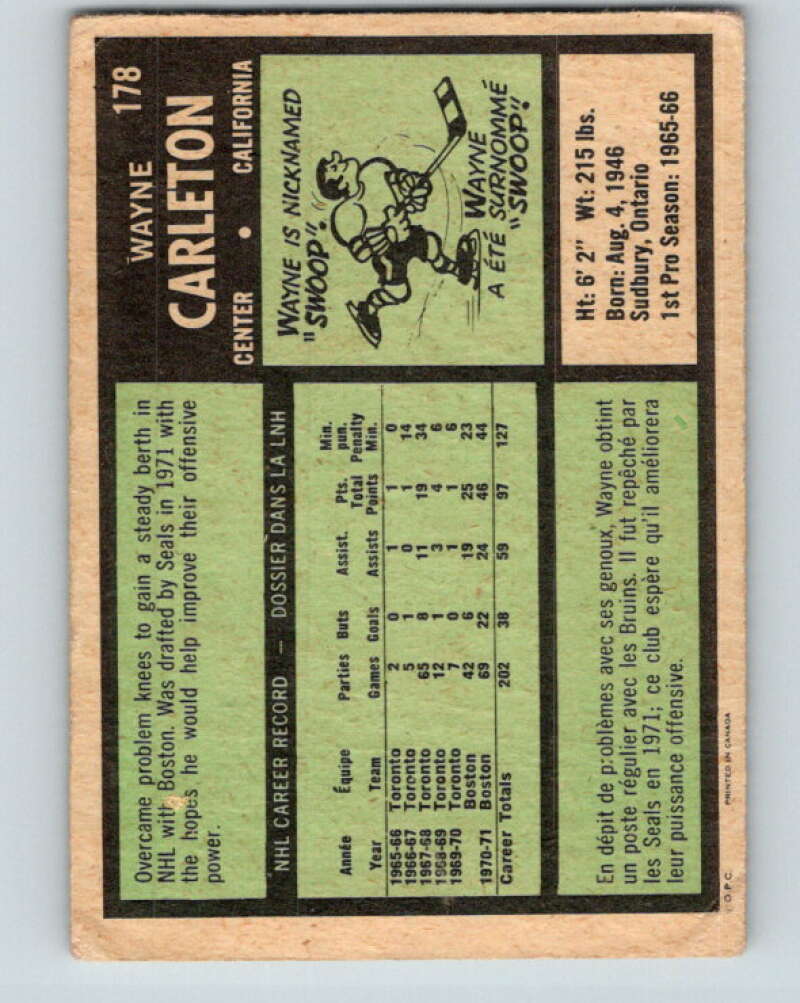 WAYNE 178
CARLETON
CENTER • CALIFORNIA
Overcame problem knees to gain a steady berth in
NHL with Boston. Was drafted by Seals in 1971 with
the hopes he would help improve their offensive
power.
WAYNE IS NICKNAMED
"SWOOP".
WAYNE
A ÉTÉ SURNOMMÉ
"SWOOP".
NHL CAREER RECORD — DOSSIER DANS LA LNH
Année Équipe Parties Buts Assist. Pts. Total Min. pun.
Year Team Games Goals Assists Points Penalty Min.
1965-66 Toronto 2 0 1 1 0
1966-67 Toronto 5 1 0 1 14
1967-68 Toronto 65 8 11 19 34
1968-69 Toronto 12 1 3 4 6
1969-70 Toronto 7 0 1 1 6
Boston 42 6 19 25 23
1970-71 Boston 69 22 24 46 44
Career Totals 202 38 59 97 127
Ht: 6' 2" Wt: 215 lbs.
Born: Aug. 4, 1946
Sudbury, Ontario
1st Pro Season: 1965-66
En dépit de problèmes avec ses genoux, Wayne obtint
un poste régulier avec les Bruins. Il fut repêché par
les Seals en 1971; ce club espère qu'il améliorera
leur puissance offensive.
O.P.C. PRINTED IN CANADA